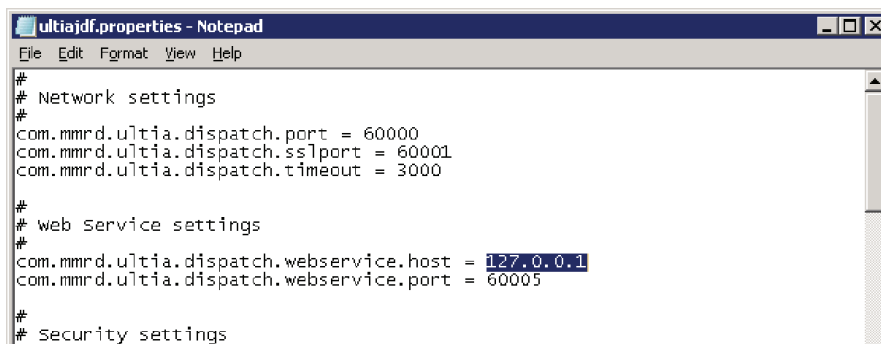 ultiajdf.properties - Notepad
File Edit Format View Help
#
# Network settings
#
com.mmrd.ultia.dispatch.port = 60000
com.mmrd.ultia.dispatch.sslport = 60001
com.mmrd.ultia.dispatch.timeout = 3000
#
# Web Service settings
#
com.mmrd.ultia.dispatch.webservice.host = 127.0.0.1
com.mmrd.ultia.dispatch.webservice.port = 60005
#
# Security settings